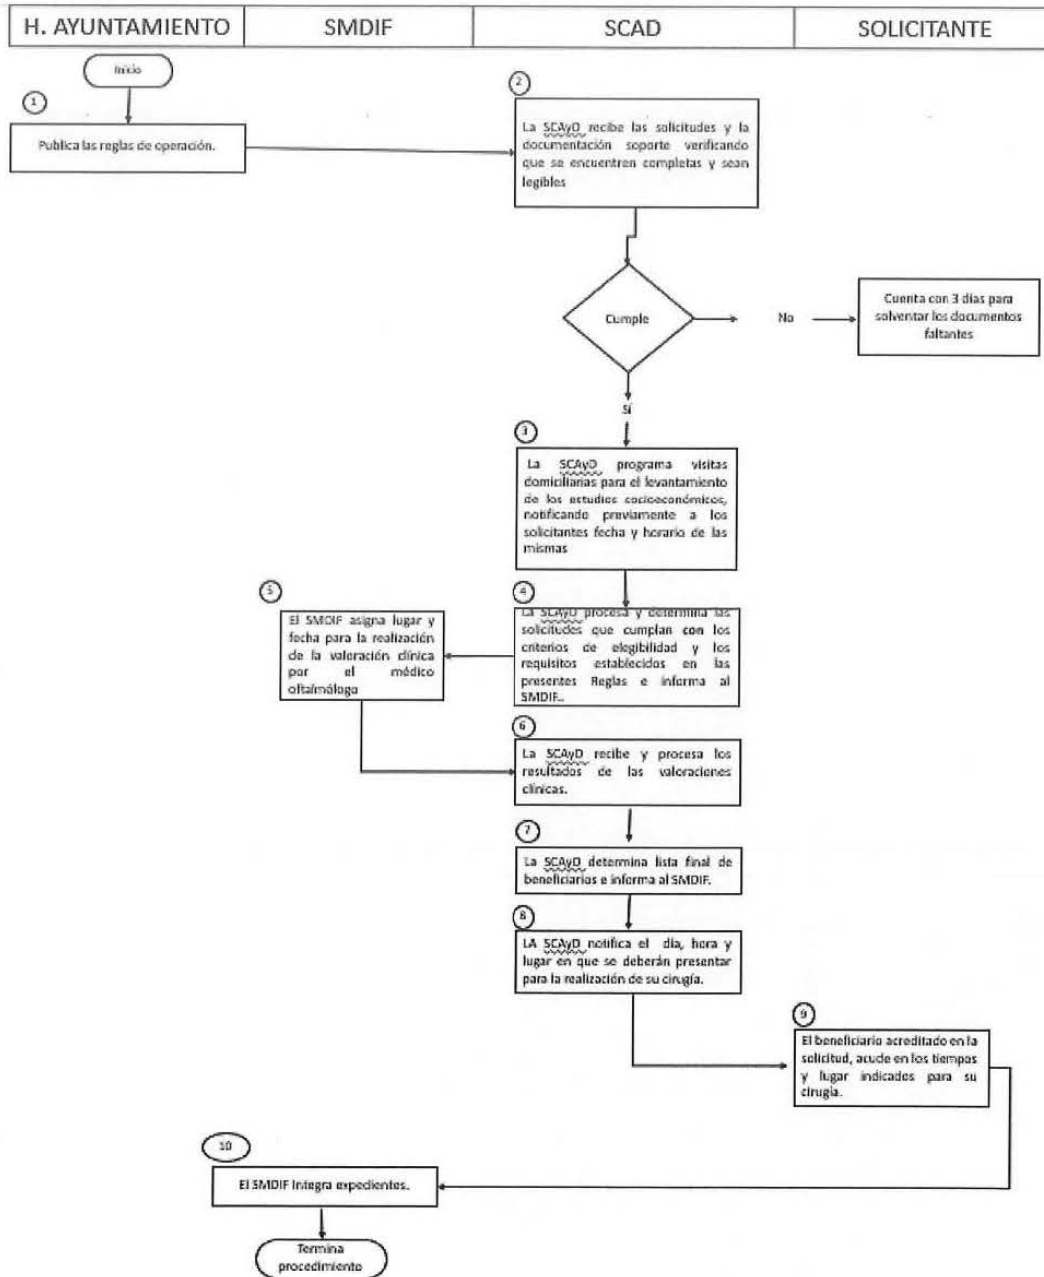 H. AYUNTAMIENTO SMDIF SCAD SOLICITANTE
Inicio
1
Publica las reglas de operación.
2
La SCAyD recibe las solicitudes y la
documentación soporte verificando
que se encuentren completas y sean
legibles
Cumple
No
Cuenta con 3 días para
solventar los documentos
faltantes
Sí
3
La SCAyD programa visitas
domiciliarias para el levantamiento
de los estudios socioeconómicos,
notificando previamente a los
solicitantes fecha y horario de las
mismas
4
La SCAyD procesa y determina las
solicitudes que cumplan con los
criterios de elegibilidad y los
requisitos establecidos en las
presentes Reglas e informa al
SMDIF..
5
El SMDIF asigna lugar y
fecha para la realización
de la valoración clínica
por el médico
oftalmólogo
6
La SCAyD recibe y procesa los
resultados de las valoraciones
clínicas.
7
La SCAyD determina lista final de
beneficiarios e informa al SMDIF.
8
LA SCAyD notifica el día, hora y
lugar en que se deberán presentar
para la realización de su cirugía.
9
El beneficiario acreditado en la
solicitud, acude en los tiempos
y lugar indicados para su
cirugía.
10
El SMDIF Integra expedientes.
Termina
procedimiento